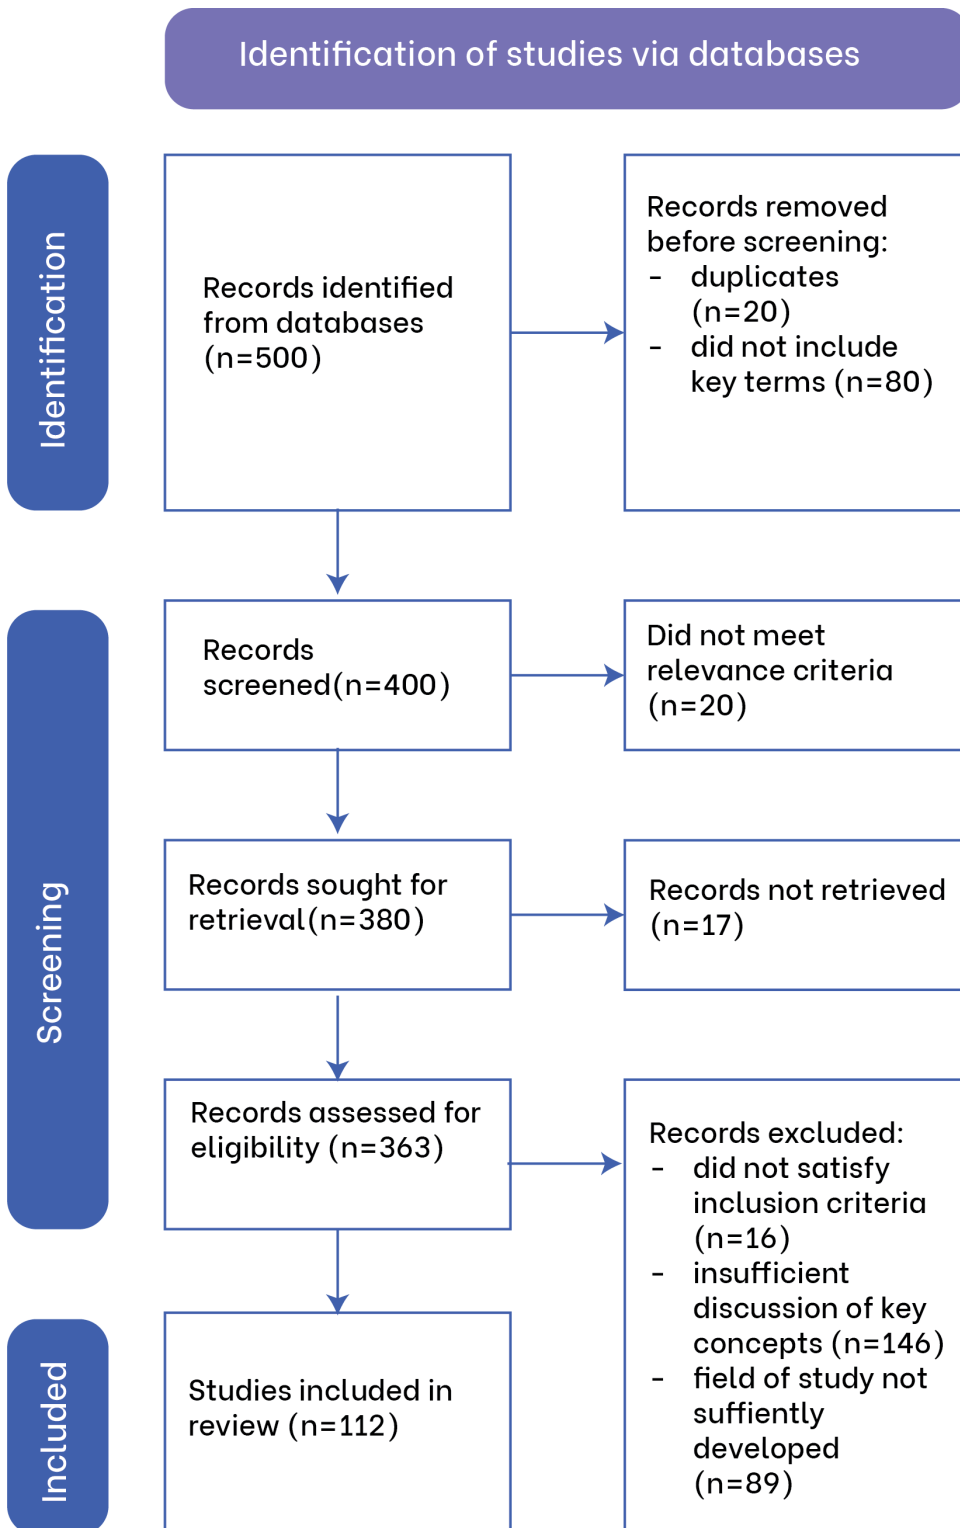 Identification of studies via databases
Identification
Records identified
from databases
(n=500)
Records removed
before screening:
- duplicates
(n=20)
- did not include
key terms (n=80)
Screening
Records
screened(n=400)
Did not meet
relevance criteria
(n=20)
Records sought for
retrieval(n=380)
Records not retrieved
(n=17)
Records assessed for
eligibility (n=363)
Records excluded:
- did not satisfy
inclusion criteria
(n=16)
- insufficient
discussion of key
concepts (n=146)
- field of study not
suffiently
developed
(n=89)
Included
Studies included in
review (n=112)